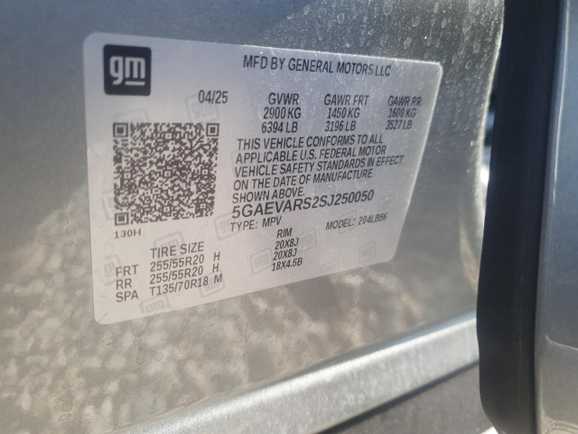 gm
MFD BY GENERAL MOTORS LLC
04/25 GVWR GAWR FRT GAWR RR
2900 KG 1450 KG 1600 KG
6394 LB 3196 LB 3527 LB
THIS VEHICLE CONFORMS TO ALL
APPLICABLE U.S. FEDERAL MOTOR
VEHICLE SAFETY STANDARDS IN EFFECT
ON THE DATE OF MANUFACTURE
SHOWN ABOVE.
5GAEVARS2SJ250050
130H TYPE: MPV MODEL: 204LB56
TIRE SIZE RIM
FRT 255/55R20 H 20X8J
RR 255/55R20 H 20X8J
SPA T135/70R18 M 18X4.5B